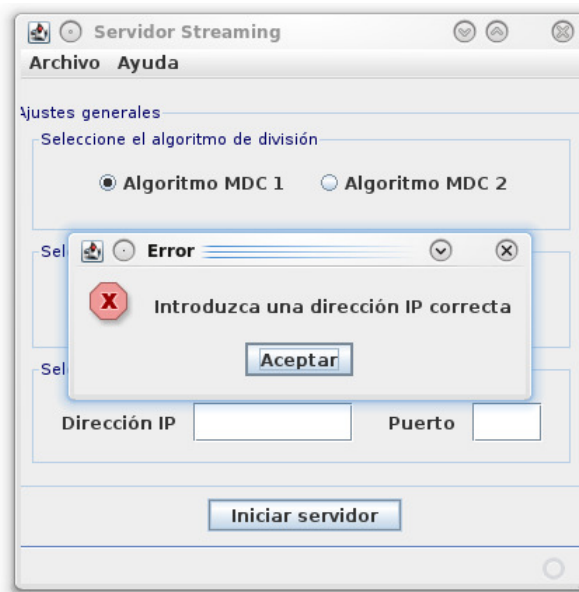 Servidor Streaming
Archivo Ayuda
Ajustes generales
Seleccione el algoritmo de división
Algoritmo MDC 1 Algoritmo MDC 2
Sel
Error
X
Introduzca una dirección IP correcta
Aceptar
Sel
Dirección IP Puerto
Iniciar servidor